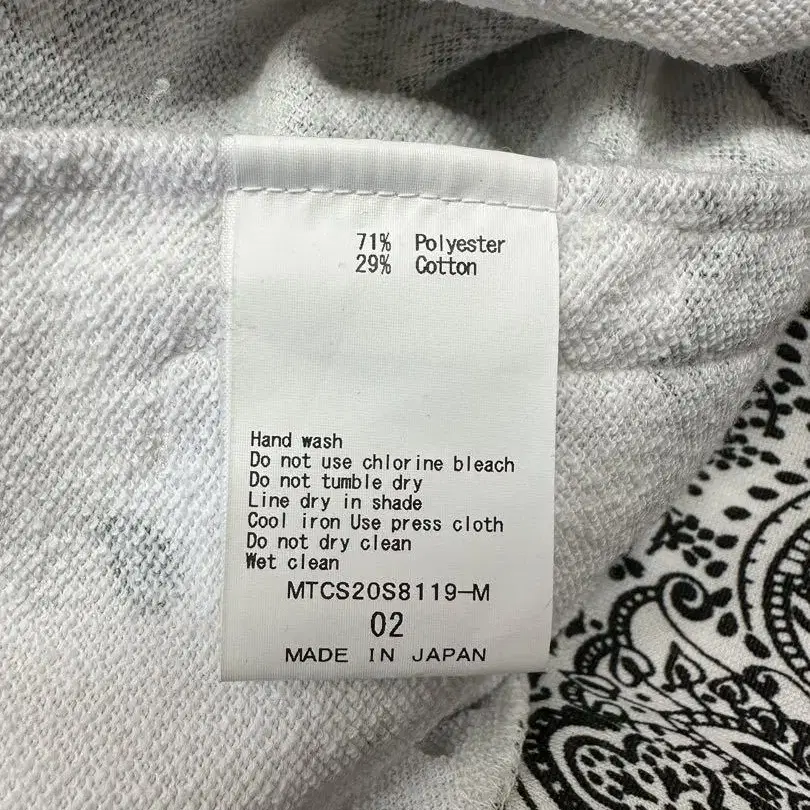 71% Polyester
29% Cotton
Hand wash
Do not use chlorine bleach
Do not tumble dry
Line dry in shade
Cool iron Use press cloth
Do not dry clean
Wet clean
MTCS20S8119-M
02
MADE IN JAPAN